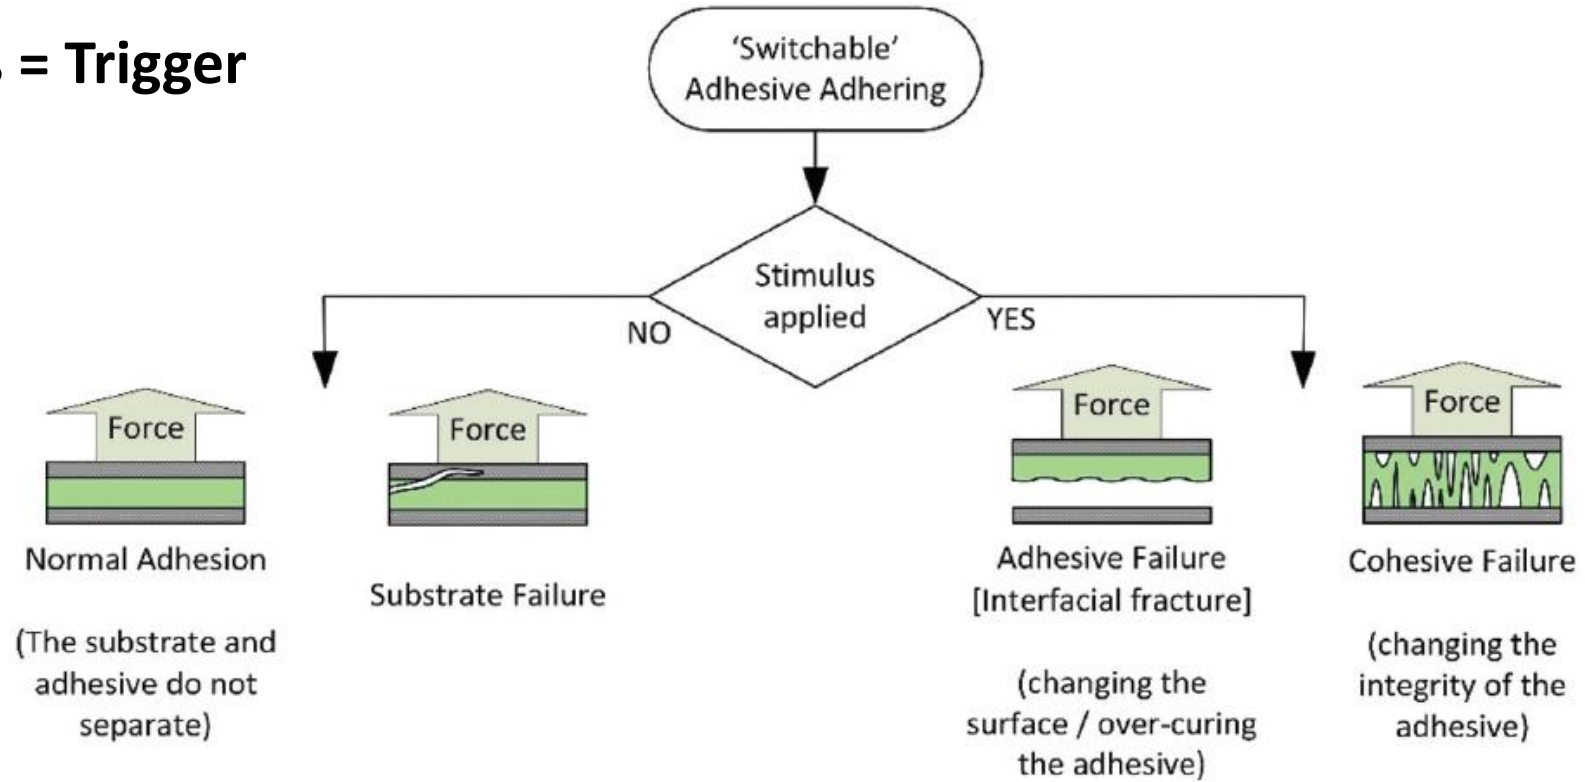 = Trigger
‘Switchable’
Adhesive Adhering
Stimulus
applied
NO
YES
Force
Force
Force
Force
Normal Adhesion
(The substrate and
adhesive do not
separate)
Substrate Failure
Adhesive Failure
[Interfacial fracture]
(changing the
surface / over-curing
the adhesive)
Cohesive Failure
(changing the
integrity of the
adhesive)